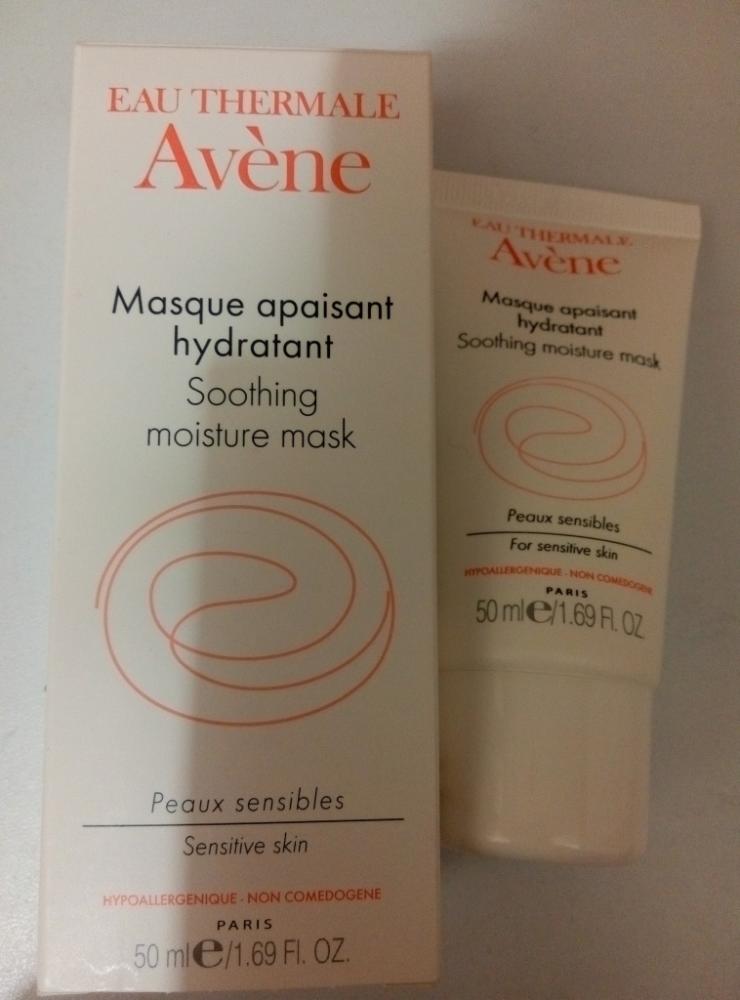 EAU THERMALE
Avène
Masque apaisant
hydratant
Soothing
moisture mask
Peaux sensibles
Sensitive skin
HYPOALLERGENIQUE - NON COMEDOGENE
PARIS
50 ml e/1.69 Fl. OZ.
EAU THERMALE
Avène
Masque apaisant
hydratant
Soothing moisture mask
Peaux sensibles
For sensitive skin
HYPOALLERGENIQUE - NON COMEDOGENE
PARIS
50 ml e/1.69 Fl. OZ.